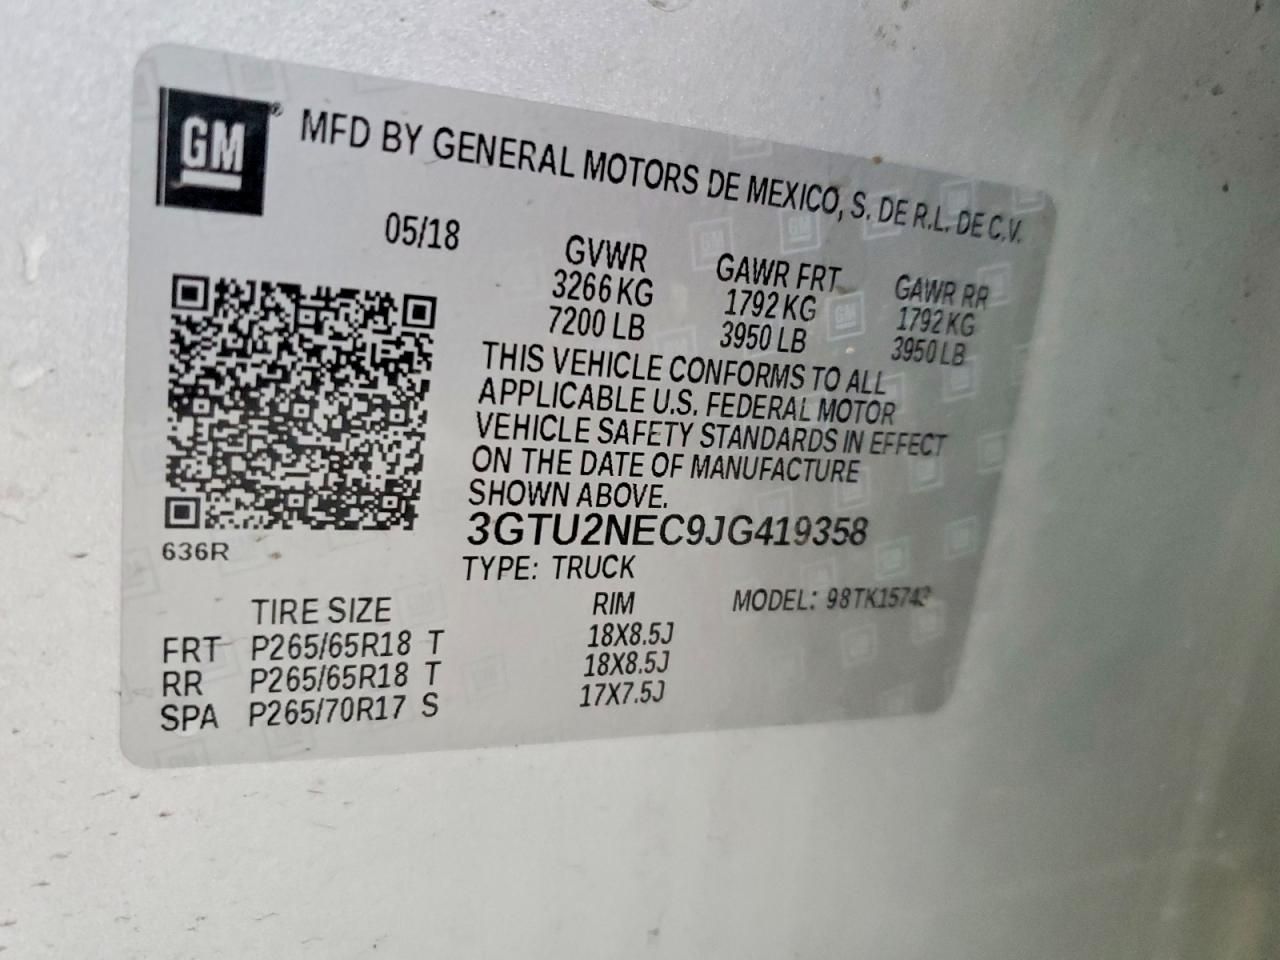 GM® MFD BY GENERAL MOTORS DE MEXICO, S. DE R.L. DE C.V.
05/18
GVWR GAWR FRT GAWR RR
3266 KG 1792 KG 1792 KG
7200 LB 3950 LB 3950 LB
THIS VEHICLE CONFORMS TO ALL
APPLICABLE U.S. FEDERAL MOTOR
VEHICLE SAFETY STANDARDS IN EFFECT
ON THE DATE OF MANUFACTURE
SHOWN ABOVE.
3GTU2NEC9JG419358
636R
TYPE: TRUCK
TIRE SIZE RIM MODEL: 98TK15743
FRT P265/65R18 T 18X8.5J
RR P265/65R18 T 18X8.5J
SPA P265/70R17 S 17X7.5J